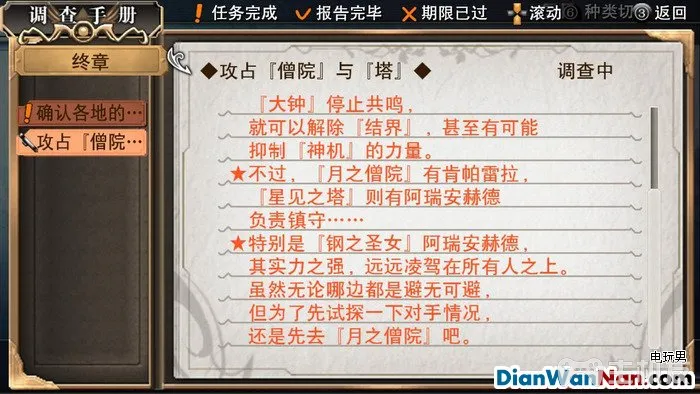 调查手册
! 任务完成 ✓ 报告完毕 × 期限已过 滚动 ⑥ 种类切 ③ 返回
终章
!确认各地的…
攻占『僧院…
◆攻占『僧院』与『塔』◆ 调查中
『大钟』停止共鸣，
就可以解除『结界』，甚至有可能
抑制『神机』的力量。
★不过，『月之僧院』有肯帕雷拉，
『星见之塔』则有阿瑞安赫德
负责镇守……
★特别是『钢之圣女』阿瑞安赫德，
其实力之强，远远凌驾在所有人之上。
虽然无论哪边都是避无可避，
但为了先试探一下对手情况，
还是先去『月之僧院』吧。
电玩男
DianWanNan.com